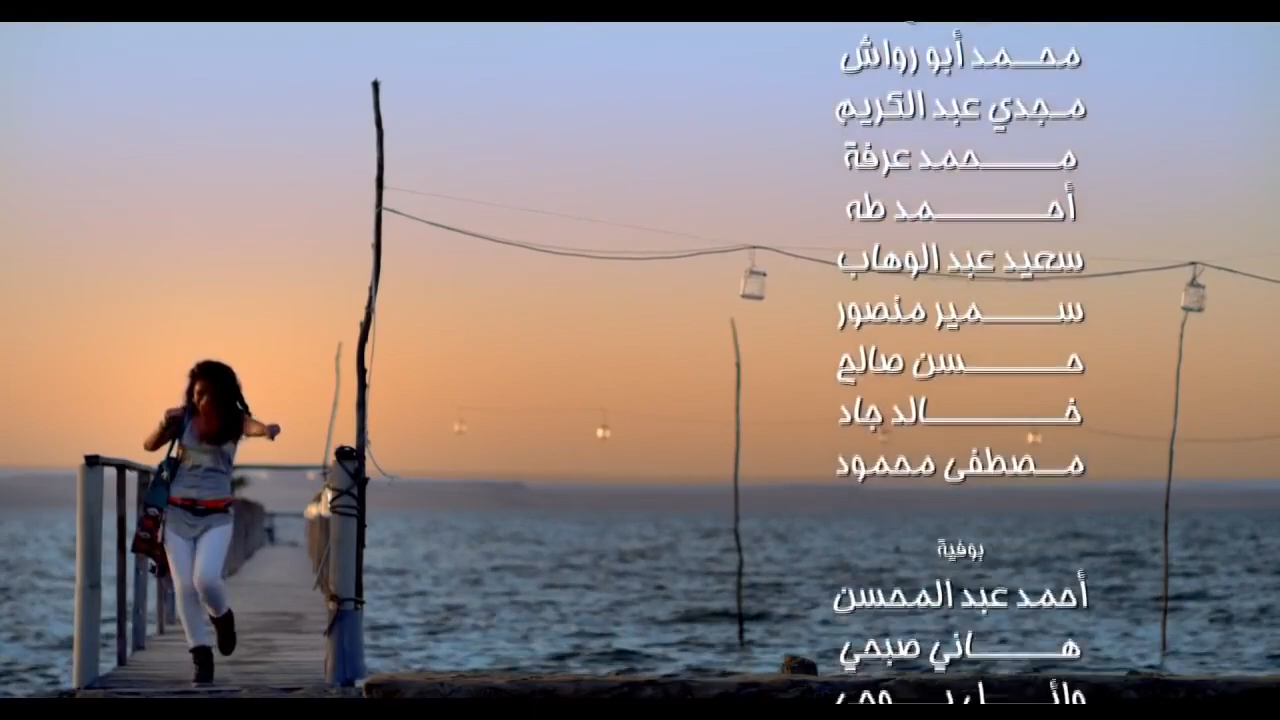 محمد أبو رواش
مجدي عبد الكريم
محمد عرفة
أحمد طه
سعيد عبد الوهاب
سمير منصور
حسن صالح
خالد جاد
مصطفى محمود
بوفية
أحمد عبد المحسن
هاني صبحي
وائل